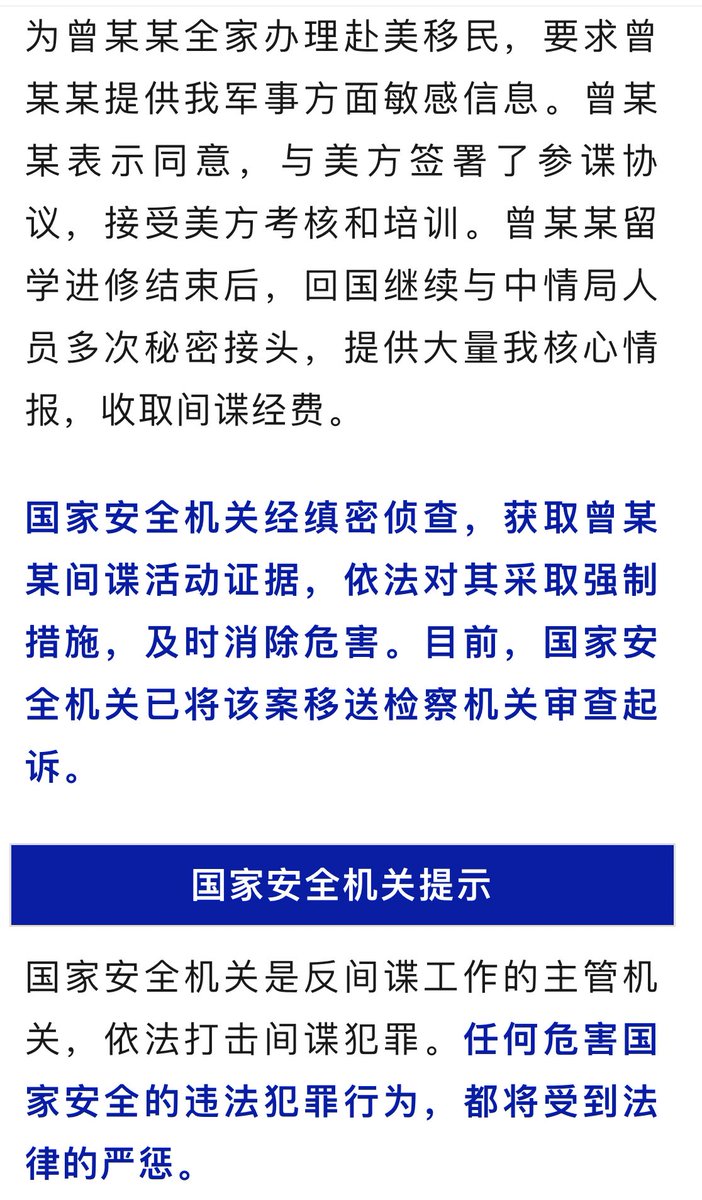 为曾某某全家办理赴美移民，要求曾
某某提供我军事方面敏感信息。曾某
某表示同意，与美方签署了参谍协
议，接受美方考核和培训。曾某某留
学进修结束后，回国继续与中情局人
员多次秘密接头，提供大量我核心情
报，收取间谍经费。
国家安全机关经缜密侦查，获取曾某
某间谍活动证据，依法对其采取强制
措施，及时消除危害。目前，国家安
全机关已将该案移送检察机关审查起
诉。
国家安全机关提示
国家安全机关是反间谍工作的主管机
关，依法打击间谍犯罪。任何危害国
家安全的违法犯罪行为，都将受到法
律的严惩。